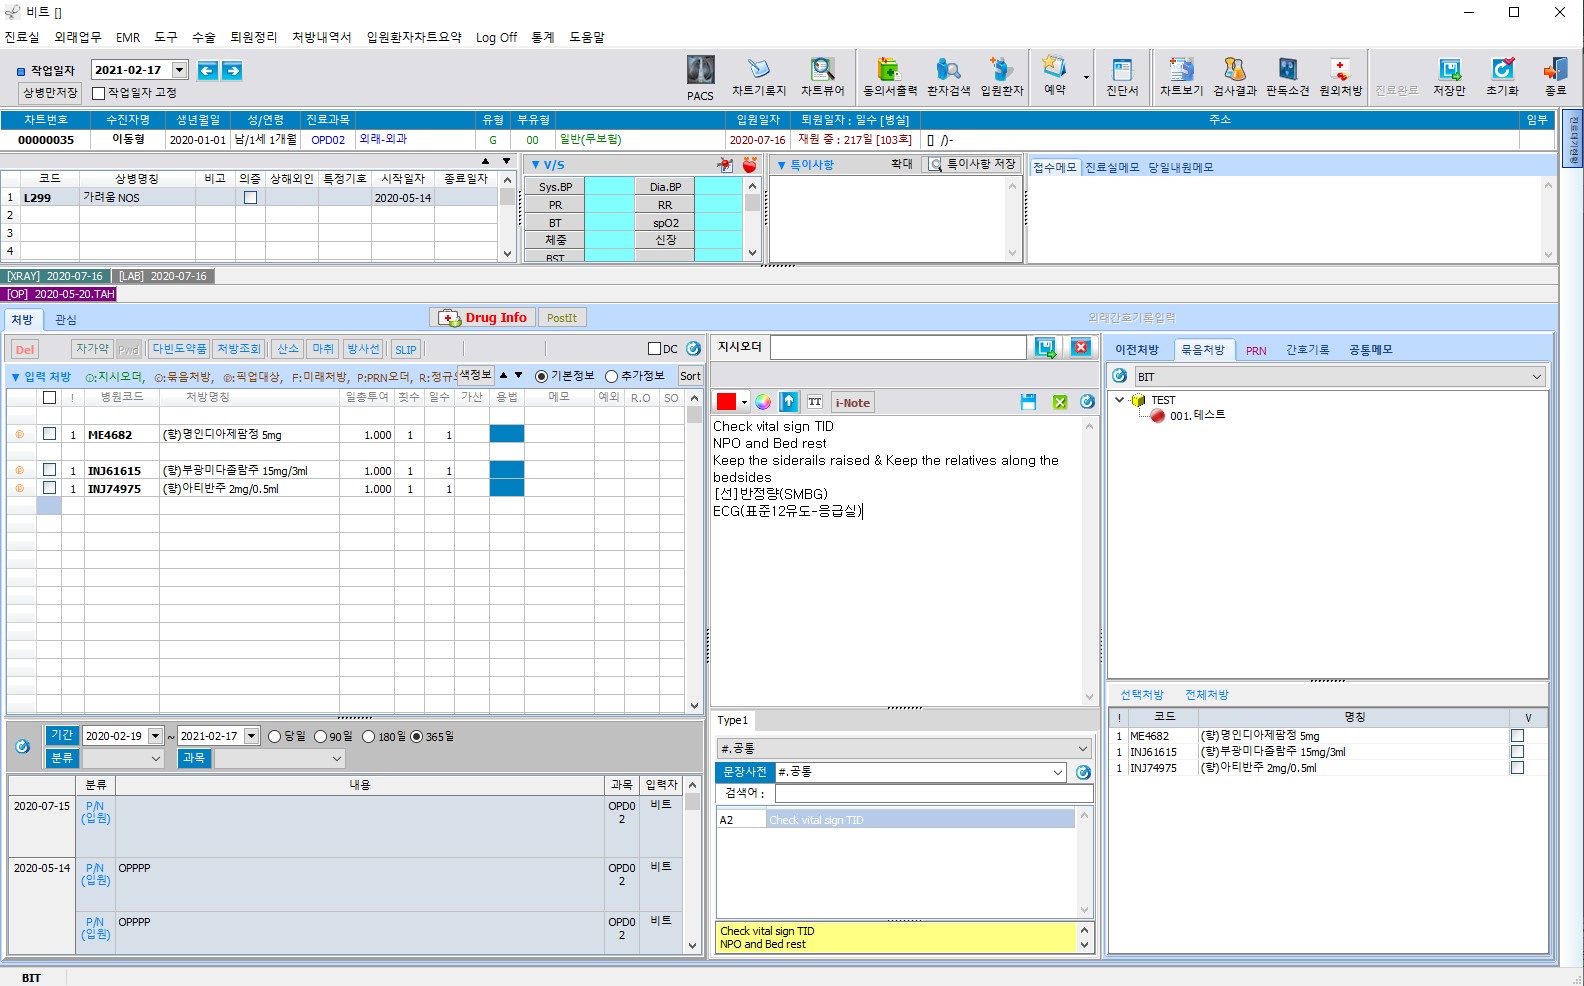 비트 []
진료실 외래업무 EMR 도구 수술 퇴원정리 처방내역서 입원환자차트요약 Log Off 통계 도움말
작업일자 2021-02-17
상병만저장 작업일자 고정
PACS 차트기록지 차트뷰어 동의서출력 환자검색 입원환자 예약 진단서 차트보기 검사결과 판독소견 원외처방 진료완료 저장만 초기화 종료
차트번호 수진자명 생년월일 성/연령 진료과목 유형 부유형 입원일자 퇴원일자 : 일수 [병실] 주소 임부
00000035 이동형 2020-01-01 남/1세 1개월 OPD02 외래-외과 G 00 일반(무보험) 2020-07-16 재원 중 : 217일 [103호] [] /)-
진료대기현황
코드 상병명칭 비고 의증 상해외인 특정기호 시작일자 종료일자
1 L299 가려움 NOS 2020-05-14
2
3
4
▼ V/S
Sys.BP Dia.BP
PR RR
BT spO2
체중 신장
BST
▼ 특이사항 확대 특이사항 저장
접수메모 진료실메모 당일내원메모
[XRAY] 2020-07-16 [LAB] 2020-07-16
[OP] 2020-05-20.TAH
처방 관심 Drug Info PostIt 외래간호기록입력
Del 자가약 Pwd 다빈도약품 처방조회 산소 마취 방사선 SLIP DC
▼ 입력 처방 ⓞ:지시오더, ⓒ:묶음처방, ⓟ:픽업대상, F:미래처방, P:PRN오더, R:정규 색정보 ▲ ▼ 기본정보 추가정보 Sort
! 병원코드 처방명칭 일총투여 횟수 일수 가산 용법 메모 예외 R.O SO
1 ME4682 (향)명인디아제팜정 5mg 1.000 1 1
1 INJ61615 (향)부광미다졸람주 15mg/3ml 1.000 1 1
1 INJ74975 (향)아티반주 2mg/0.5ml 1.000 1 1
기간 2020-02-19 ~ 2021-02-17 당일 90일 180일 365일
분류 과목
분류 내용 과목 입력자
2020-07-15 P/N (입원) OPD02 비트
2020-05-14 P/N (입원) OPPPP OPD02 비트
P/N (입원) OPPPP OPD02 비트
지시오더
TT i-Note
Check vital sign TID
NPO and Bed rest
Keep the siderails raised & Keep the relatives along the
bedsides
[선]반정량(SMBG)
ECG(표준12유도-응급실)
Type1
#.공통
문장사전 #.공통
검색어 :
A2 Check vital sign TID
Check vital sign TID
NPO and Bed rest
이전처방 묶음처방 PRN 간호기록 공통메모
BIT
TEST
001.테스트
선택처방 전체처방
! 코드 명칭 V
1 ME4682 (향)명인디아제팜정 5mg
1 INJ61615 (향)부광미다졸람주 15mg/3ml
1 INJ74975 (향)아티반주 2mg/0.5ml
BIT